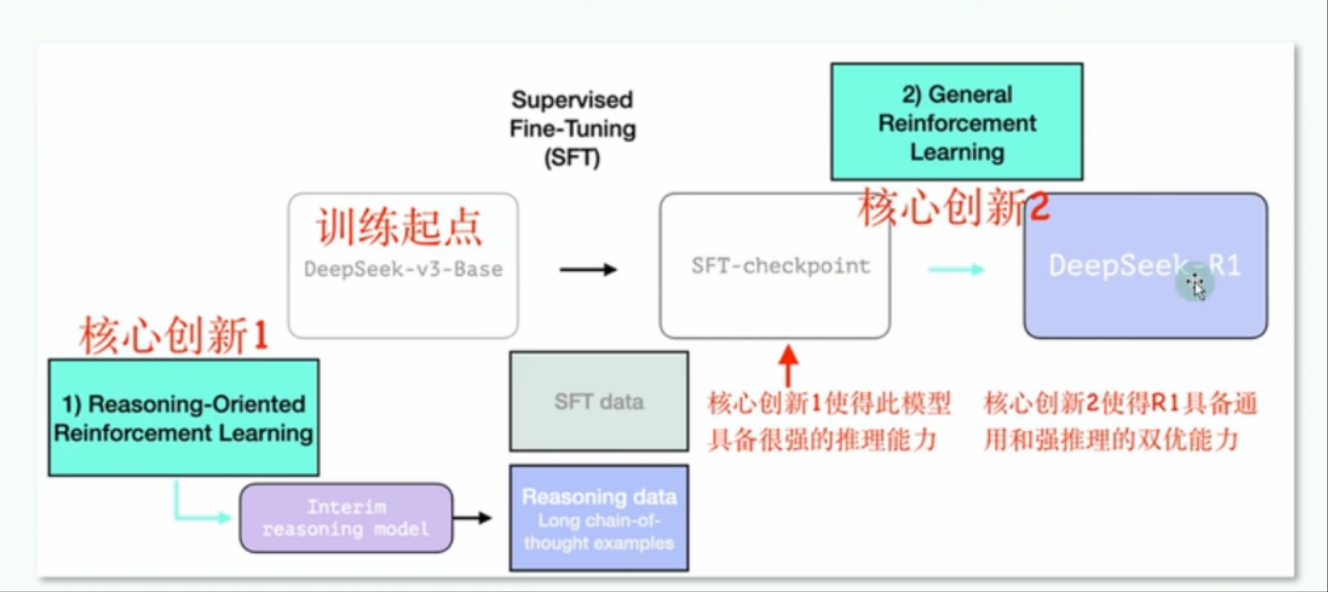 Supervised
Fine-Tuning
(SFT)
2) General
Reinforcement
Learning
核心创新2
训练起点
DeepSeek-v3-Base
SFT-checkpoint
DeepSeek-R1
核心创新1
1) Reasoning-Oriented
Reinforcement Learning
SFT data
核心创新1使得此模型
具备很强的推理能力
核心创新2使得R1具备通
用和强推理的双优能力
Interim
reasoning model
Reasoning data
Long chain-of-
thought examples